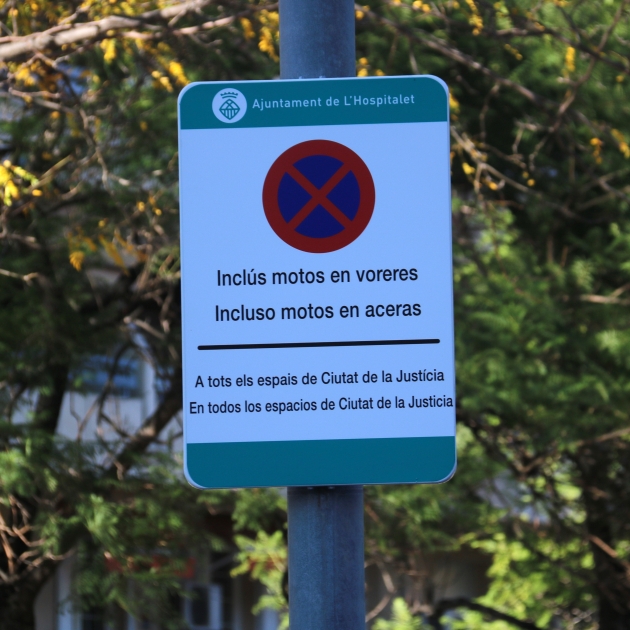 Ajuntament de L'Hospitalet
Inclús motos en voreres
Incluso motos en aceras
A tots els espais de Ciutat de la Justícia
En todos los espacios de Ciutat de la Justicia